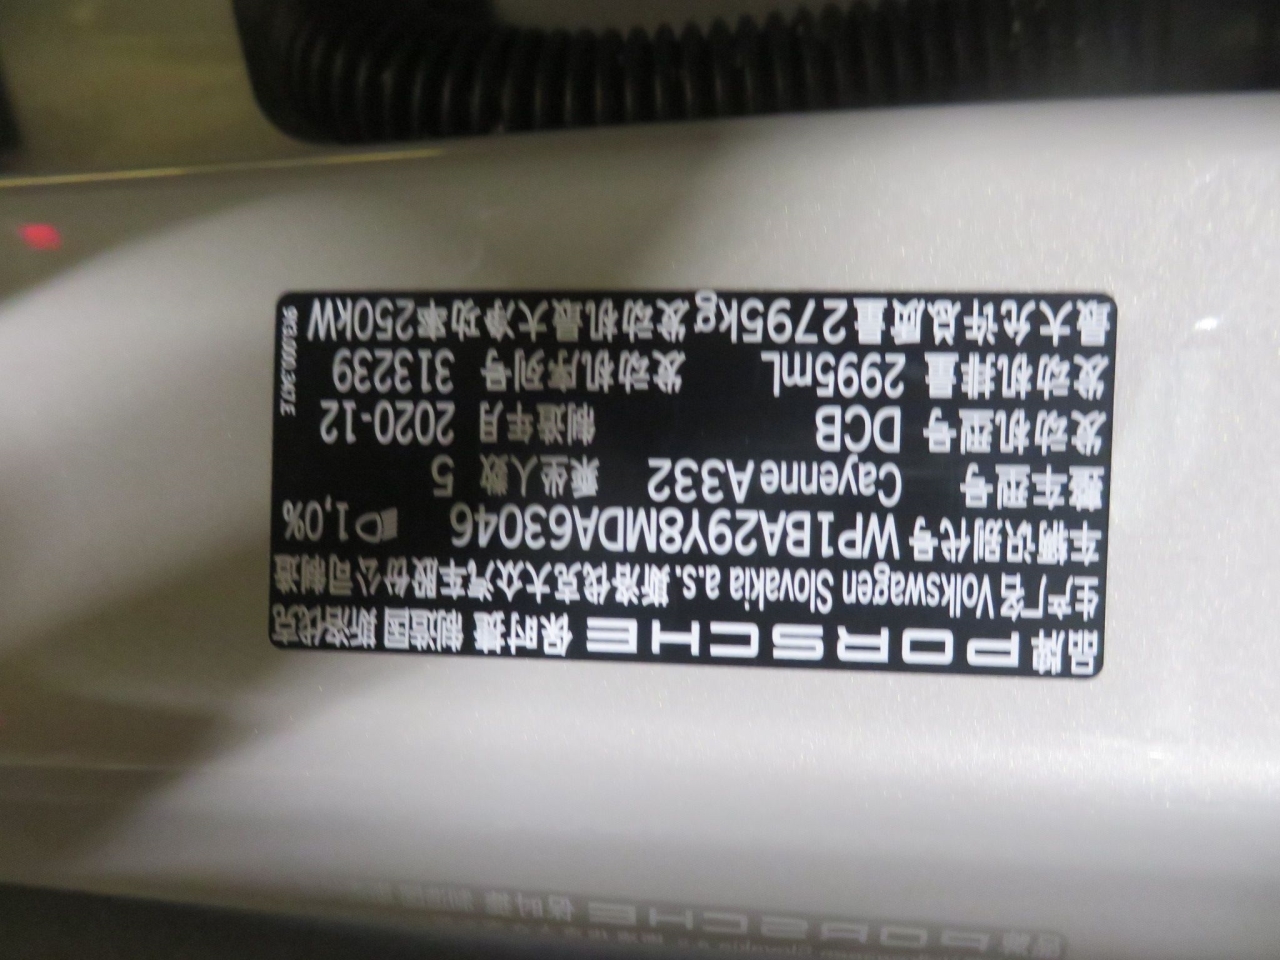 品牌 PORSCHE 保时捷 制造国 斯洛伐克
生产厂名 Volkswagen Slovakia a.s. 斯洛伐克大众汽车股份公司制造
车辆识别代号 WP1BA29Y8MDA63046 1,0%
整车型号 Cayenne A332 乘坐人数 5
发动机型号 DCB 制造年月 2020-12
发动机排量 2995mL 发动机序列号 313239
最大允许总质量 2795kg 发动机最大净功率 250kW